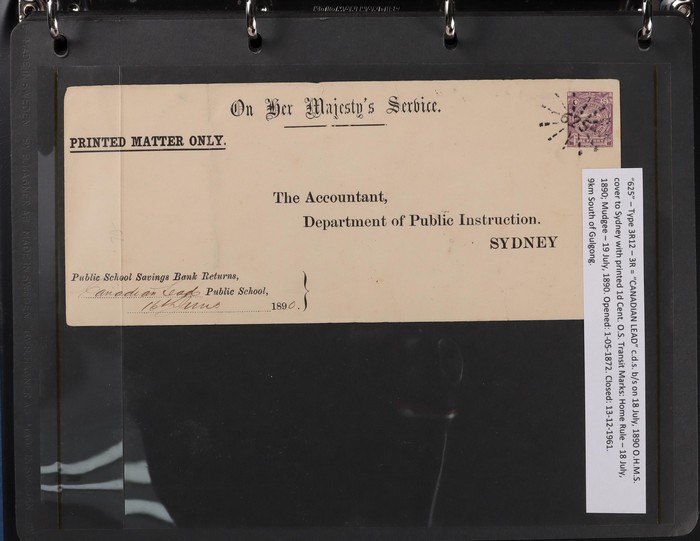 On Her Majesty's Service.
PRINTED MATTER ONLY.
625
The Accountant,
Department of Public Instruction.
SYDNEY
Public School Savings Bank Returns,
Canadian Lead Public School,
16th June 1890.
"625" – Type 3R12 – 3R = "CANADIAN LEAD" c.d.s. b/s on 18 July, 1890 O.H.M.S.
cover to Sydney with printed 1d Cent. O.S. Transit Marks: Home Rule – 18 July,
1890; Mudgee – 19 July, 1890. Opened: 1-05-1872. Closed: 13-12-1961.
9km South of Gulgong.